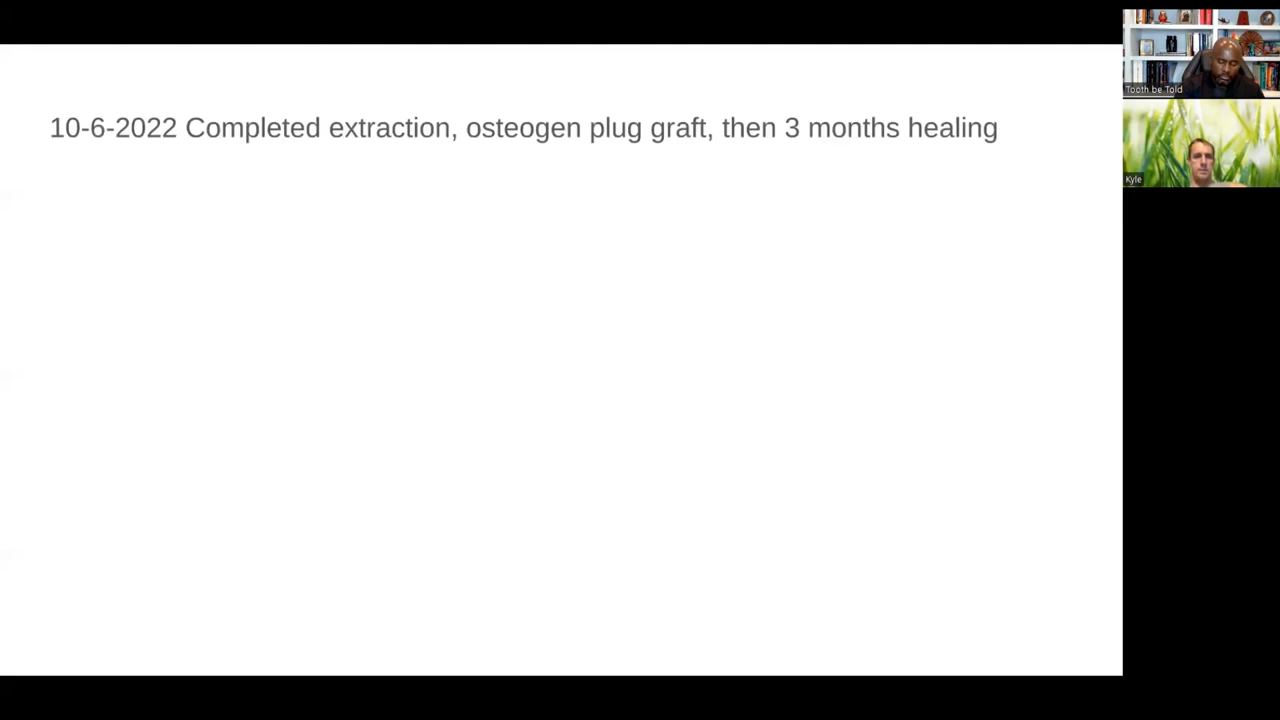 10-6-2022 Completed extraction, osteogen plug graft, then 3 months healing
Tooth be Told
Kyle